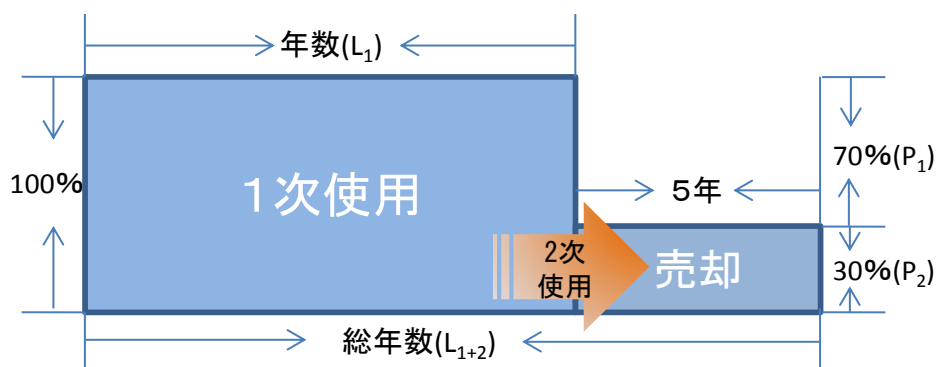 年数(L1)
100%
1次使用
5年
70%(P1)
2次
使用
売却
30%(P2)
総年数(L1+2)